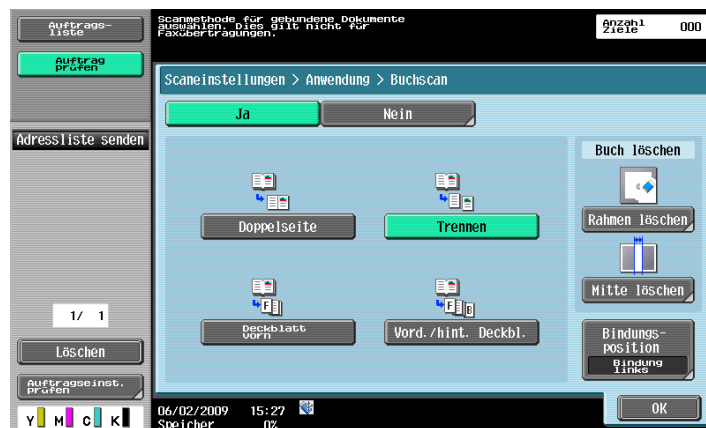 Auftrags-
liste
Auftrag
prüfen
Adressliste senden
1/ 1
Löschen
Auftragseinst.
prüfen
Y M C K
Scanmethode für gebundene Dokumente
auswählen. Dies gilt nicht für
Faxübertragungen.
Anzahl
Ziele 000
Scaneinstellungen > Anwendung > Buchscan
Ja Nein
Doppelseite
Trennen
F
Deckblatt
vorn
F B
Vord./hint. Deckbl.
Buch löschen
Rahmen löschen
Mitte löschen
Bindungs-
position
Bindung
links
06/02/2009 15:27
Speicher 0%
OK